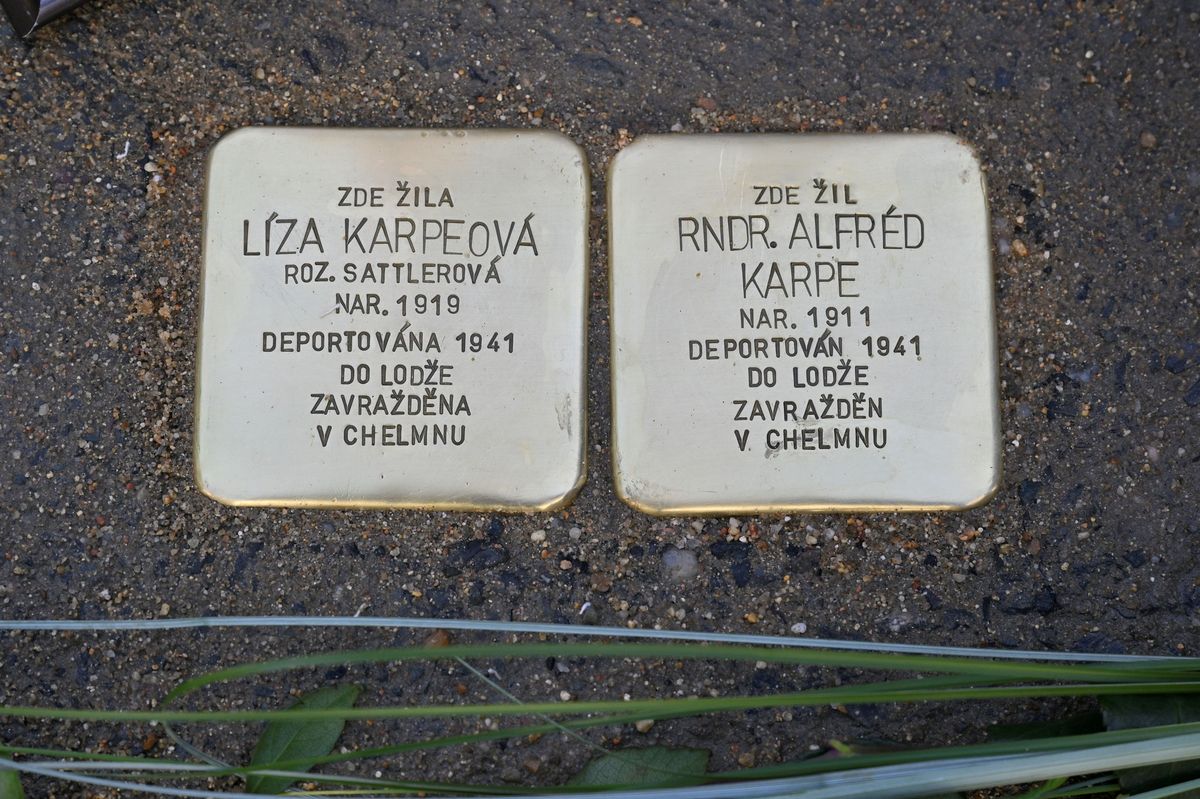 ZDE ŽILA
LÍZA KARPEOVÁ
ROZ. SATTLEROVÁ
NAR. 1919
DEPORTOVÁNA 1941
DO LODŽE
ZAVRAŽDĚNA
V CHELMNU
ZDE ŽIL
RNDR. ALFRÉD
KARPE
NAR. 1911
DEPORTOVÁN 1941
DO LODŽE
ZAVRAŽDĚN
V CHELMNU